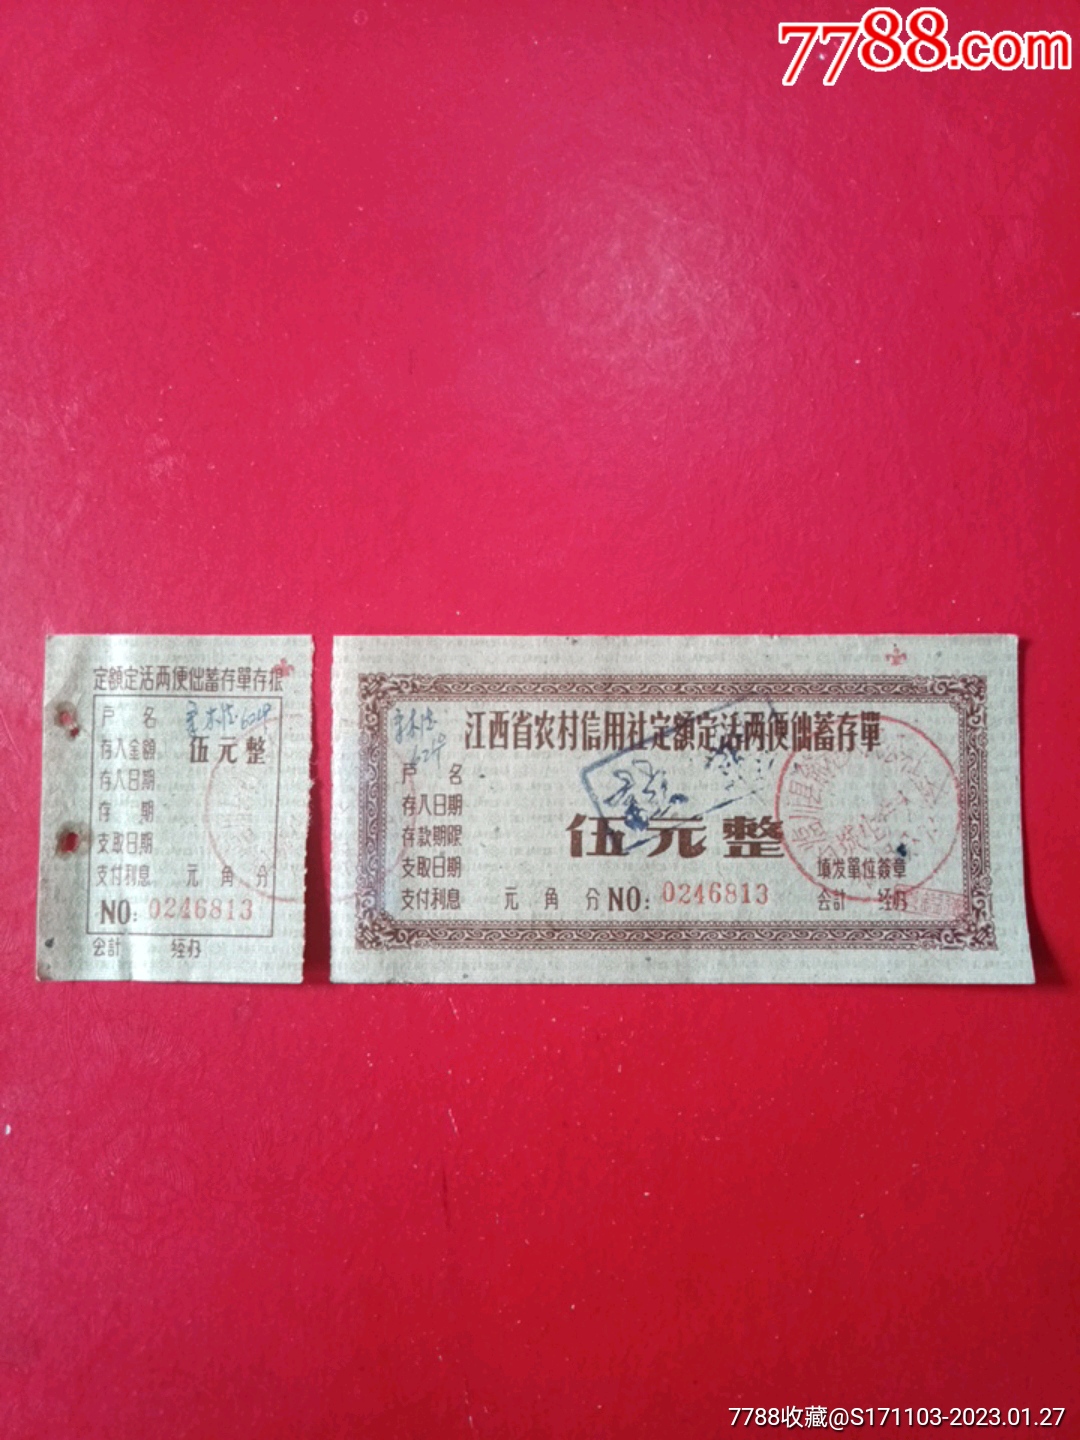 7788.com
定額定活两便储蓄存單存根
户名
存入金額 伍元整
存入日期
存期
支取日期
支付利息 元 角 分
NO: 0246813
会計 经办
江西省农村信用社定額定活两便储蓄存單
户名
存入日期
存款期限
伍元整
支取日期
填发單位簽章
支付利息 元 角 分 NO: 0246813 会計 经办
7788收藏@S171103-2023.01.27